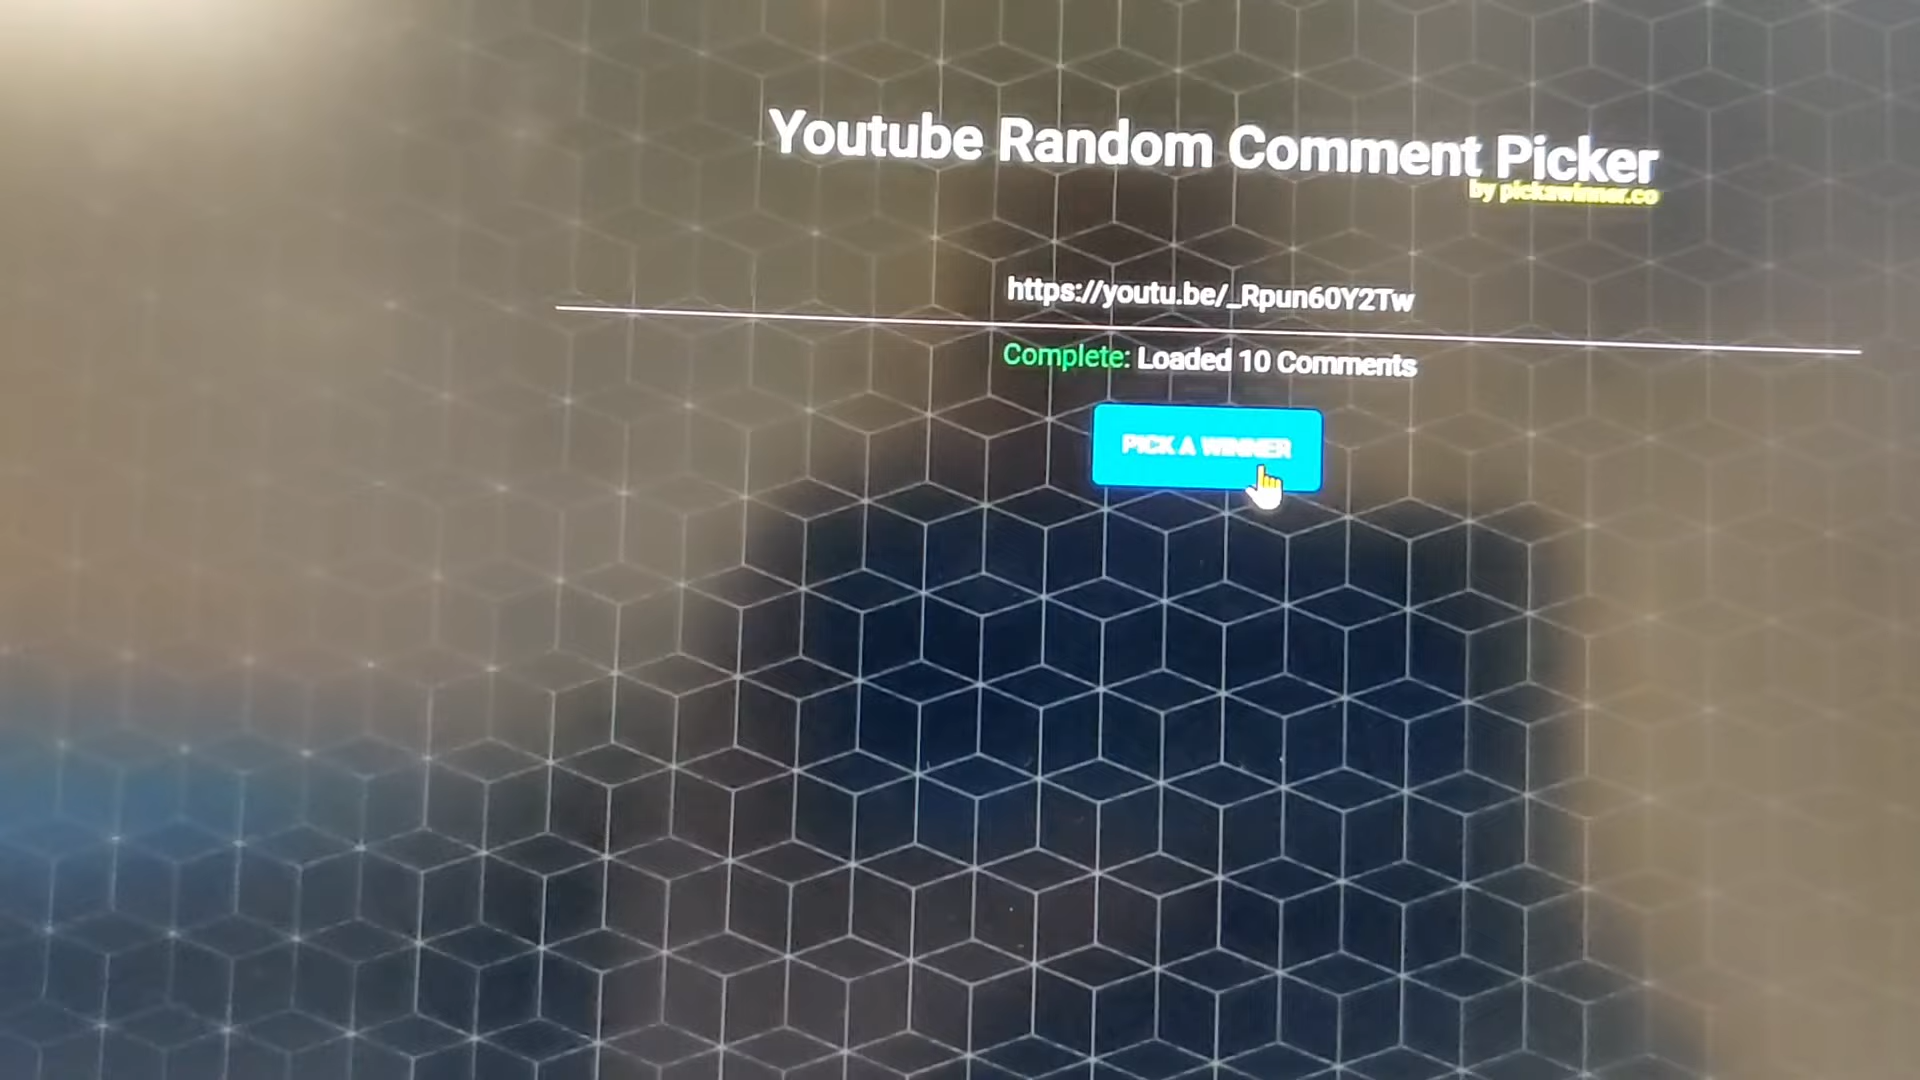 Youtube Random Comment Picker
by pickawinner.co
https://youtu.be/_Rpun60Y2Tw
Complete: Loaded 10 Comments
PICK A WINNER